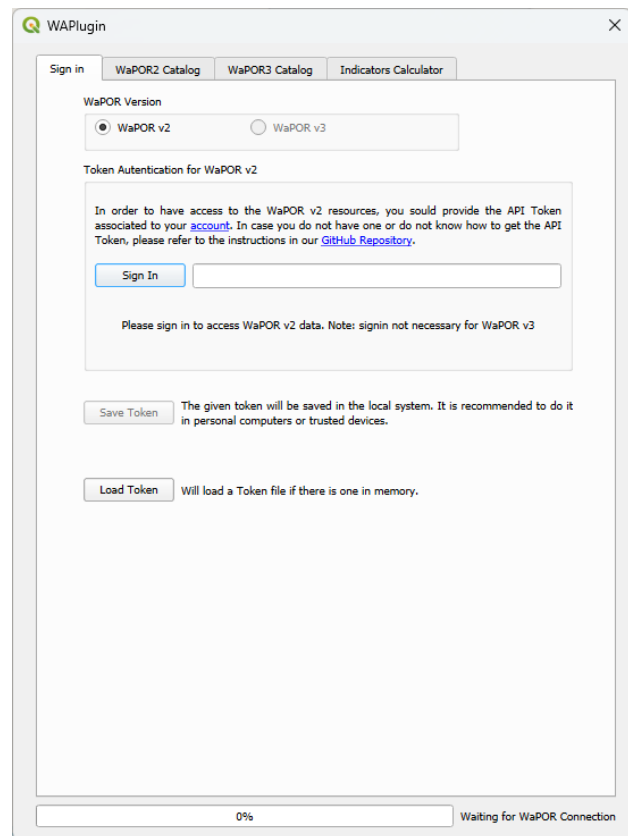 WAPlugin
Sign in WaPOR2 Catalog WaPOR3 Catalog Indicators Calculator
WaPOR Version
WaPOR v2 WaPOR v3
Token Autentication for WaPOR v2
In order to have access to the WaPOR v2 resources, you sould provide the API Token
associated to your account. In case you do not have one or do not know how to get the API
Token, please refer to the instructions in our GitHub Repository.
Sign In
Please sign in to access WaPOR v2 data. Note: signin not necessary for WaPOR v3
Save Token The given token will be saved in the local system. It is recommended to do it
in personal computers or trusted devices.
Load Token Will load a Token file if there is one in memory.
0% Waiting for WaPOR Connection